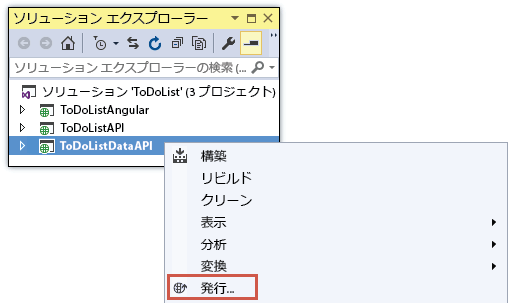 ソリューション エクスプローラー
ソリューション エクスプローラーの検索 (...
ソリューション 'ToDoList' (3 プロジェクト)
ToDoListAngular
ToDoListAPI
ToDoListDataAPI
構築
リビルド
クリーン
表示
分析
変換
発行...